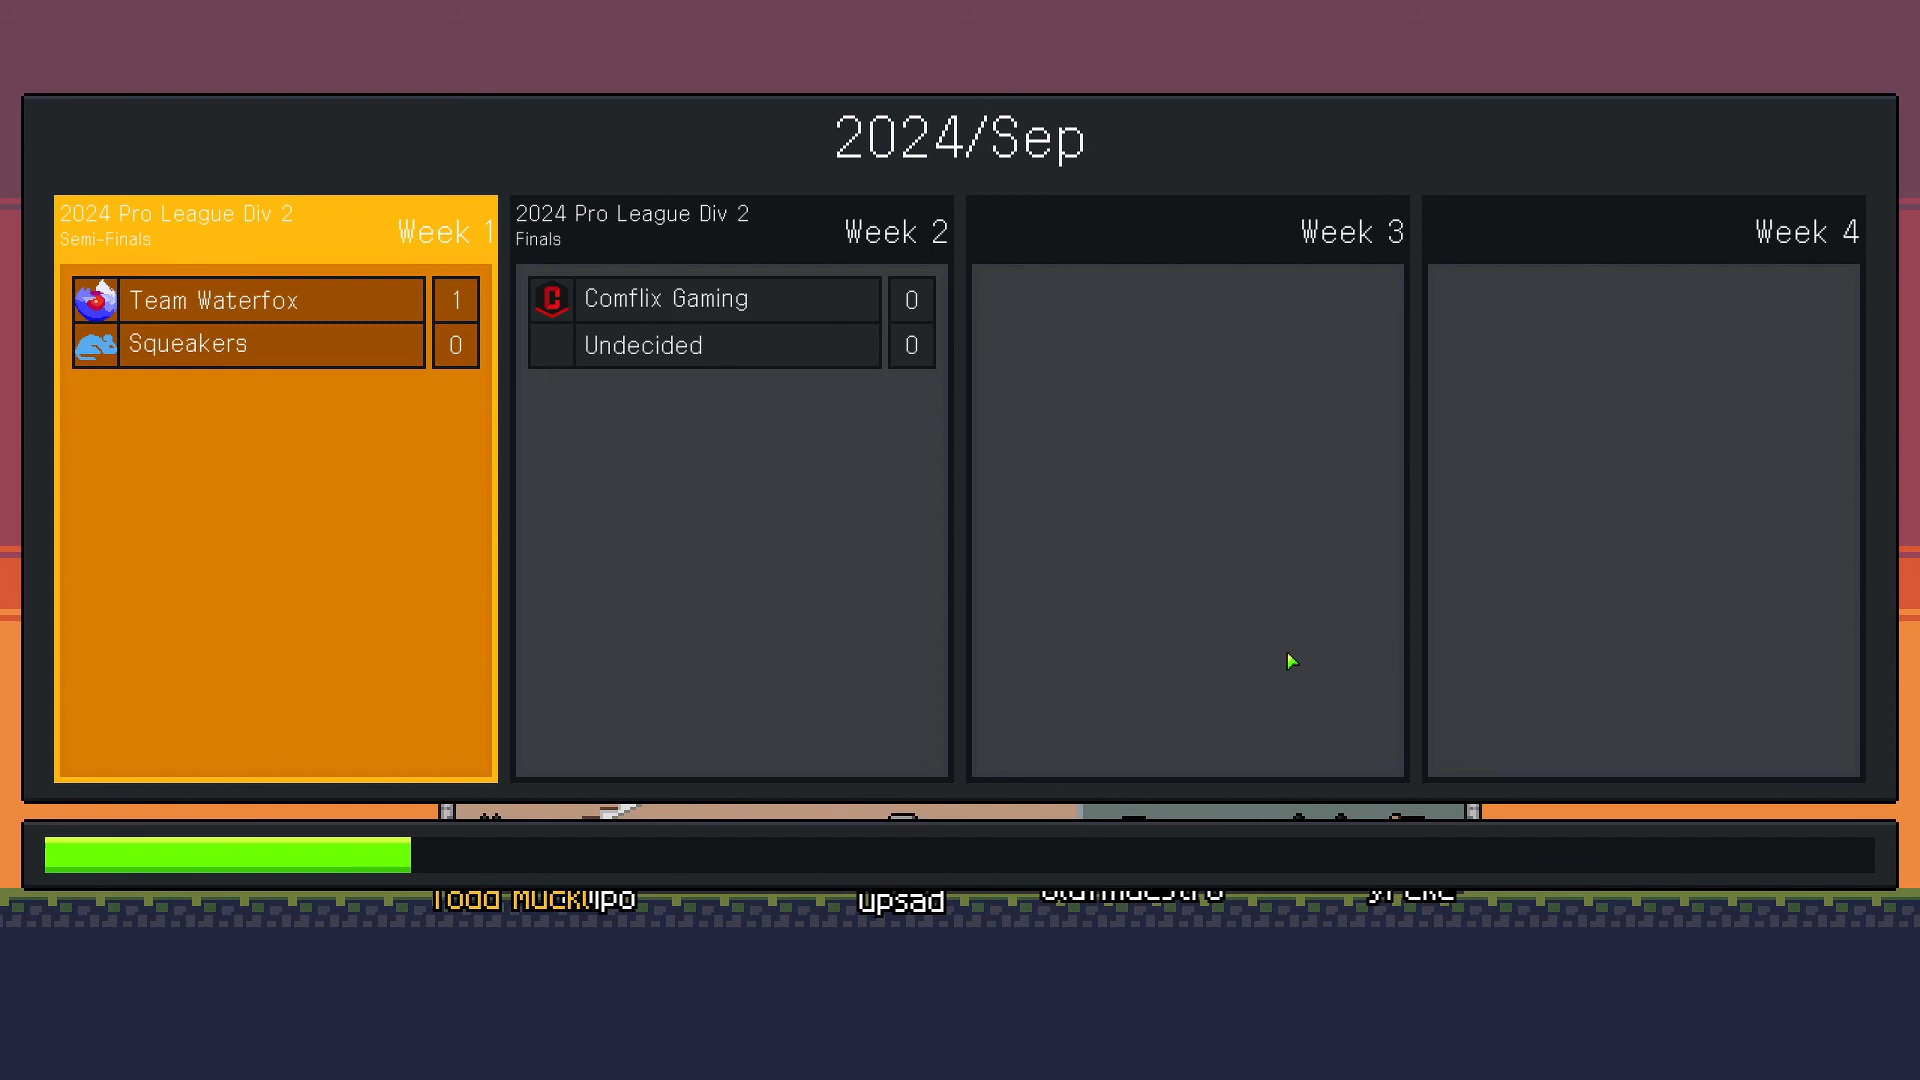 2024/Sep
2024 Pro League Div 2
Semi-Finals
Week 1
Team Waterfox 1
Squeakers 0
2024 Pro League Div 2
Finals
Week 2
Comflix Gaming 0
Undecided 0
Week 3
Week 4
upsad